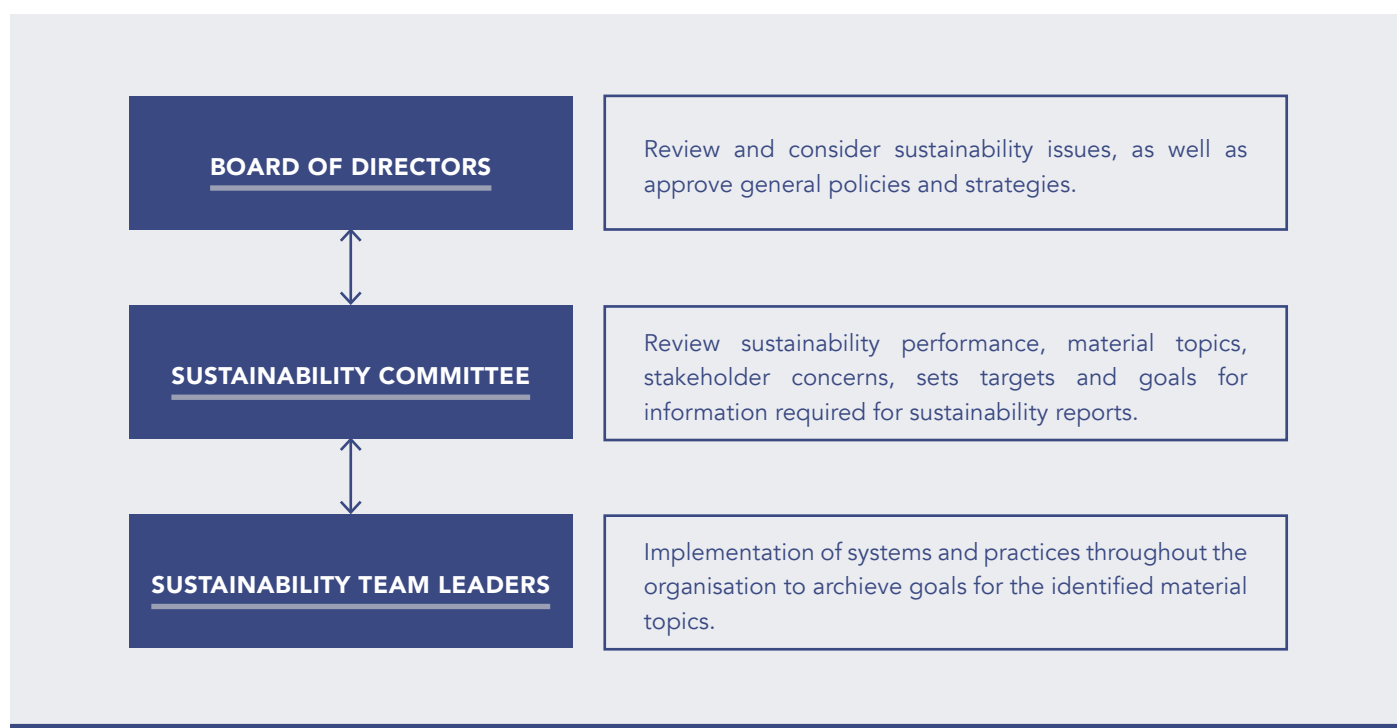 BOARD OF DIRECTORS
Review and consider sustainability issues, as well as
approve general policies and strategies.
SUSTAINABILITY COMMITTEE
Review sustainability performance, material topics,
stakeholder concerns, sets targets and goals for
information required for sustainability reports.
SUSTAINABILITY TEAM LEADERS
Implementation of systems and practices throughout the
organisation to archieve goals for the identified material
topics.